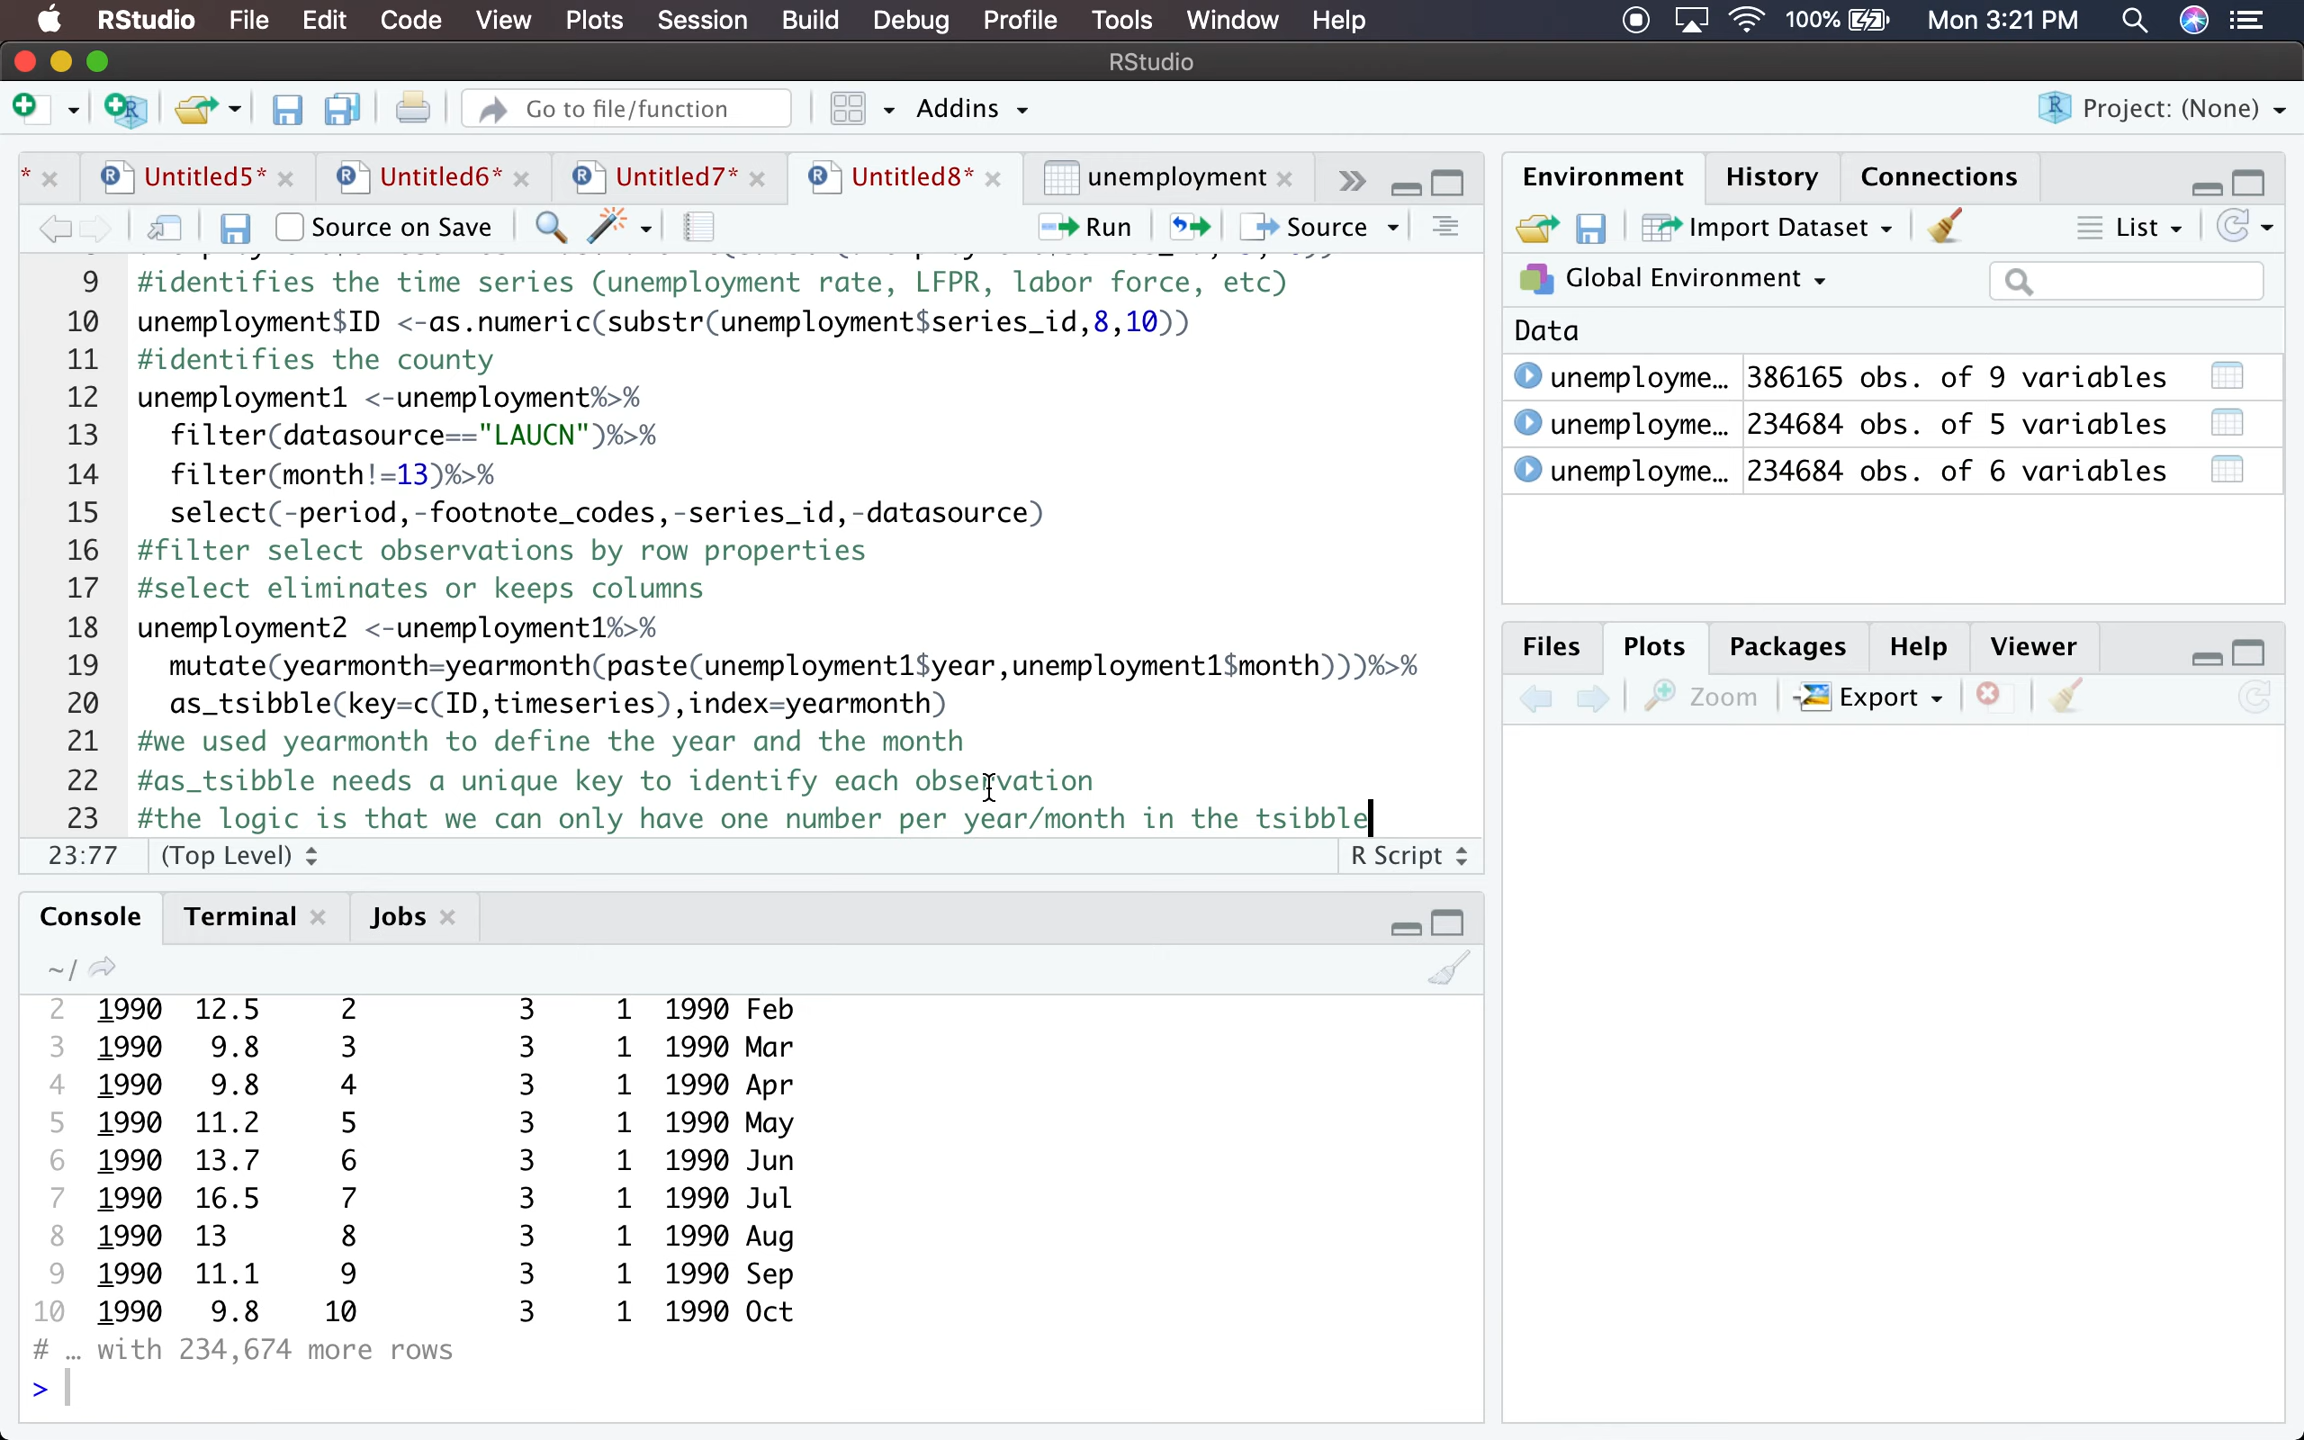 RStudio File Edit Code View Plots Session Build Debug Profile Tools Window Help 100% Mon 3:21 PM
RStudio
Go to file/function Addins Project: (None)
* Untitled5* Untitled6* Untitled7* Untitled8* unemployment
Source on Save Run Source
9 #identifies the time series (unemployment rate, LFPR, labor force, etc)
10 unemployment$ID <-as.numeric(substr(unemployment$series_id,8,10))
11 #identifies the county
12 unemployment1 <-unemployment%>%
13 filter(datasource=="LAUCN")%>%
14 filter(month!=13)%>%
15 select(-period,-footnote_codes,-series_id,-datasource)
16 #filter select observations by row properties
17 #select eliminates or keeps columns
18 unemployment2 <-unemployment1%>%
19 mutate(yearmonth=yearmonth(paste(unemployment1$year,unemployment1$month)))%>%
20 as_tsibble(key=c(ID,timeseries),index=yearmonth)
21 #we used yearmonth to define the year and the month
22 #as_tsibble needs a unique key to identify each observation
23 #the logic is that we can only have one number per year/month in the tsibble
23:77 (Top Level) R Script
Console Terminal Jobs
~/
2 1990 12.5 2 3 1 1990 Feb
3 1990 9.8 3 3 1 1990 Mar
4 1990 9.8 4 3 1 1990 Apr
5 1990 11.2 5 3 1 1990 May
6 1990 13.7 6 3 1 1990 Jun
7 1990 16.5 7 3 1 1990 Jul
8 1990 13 8 3 1 1990 Aug
9 1990 11.1 9 3 1 1990 Sep
10 1990 9.8 10 3 1 1990 Oct
# … with 234,674 more rows
>
Environment History Connections
Import Dataset List
Global Environment
Data
unemployme… 386165 obs. of 9 variables
unemployme… 234684 obs. of 5 variables
unemployme… 234684 obs. of 6 variables
Files Plots Packages Help Viewer
Zoom Export